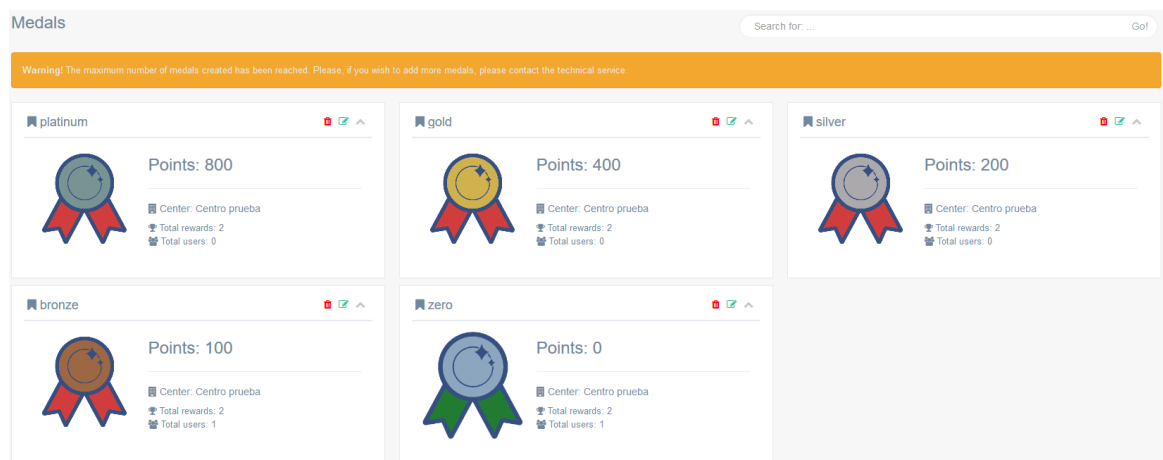 Medals
Search for: ...
Go!
Warning! The maximum number of medals created has been reached. Please, if you wish to add more medals, please contact the technical service.
platinum
Points: 800
Center: Centro prueba
Total rewards: 2
Total users: 0
gold
Points: 400
Center: Centro prueba
Total rewards: 2
Total users: 0
silver
Points: 200
Center: Centro prueba
Total rewards: 2
Total users: 0
bronze
Points: 100
Center: Centro prueba
Total rewards: 2
Total users: 1
zero
Points: 0
Center: Centro prueba
Total rewards: 2
Total users: 1